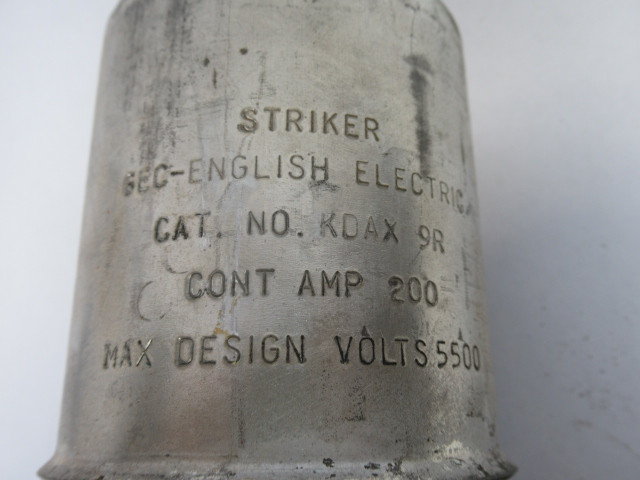 STRIKER
GEC-ENGLISH ELECTRIC
CAT. NO. KDAX 9R
CONT AMP 200
MAX DESIGN VOLTS 5500